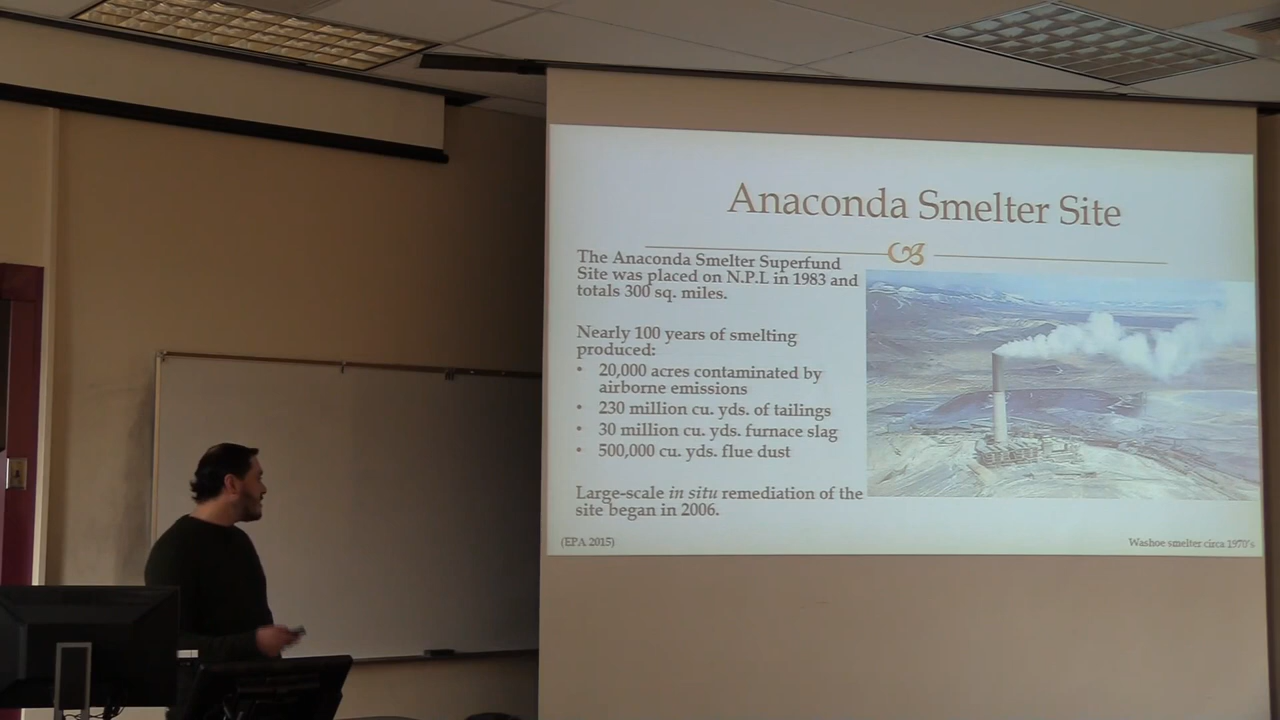 Anaconda Smelter Site
The Anaconda Smelter Superfund
Site was placed on N.P.L in 1983 and
totals 300 sq. miles.
Nearly 100 years of smelting
produced:
• 20,000 acres contaminated by
airborne emissions
• 230 million cu. yds. of tailings
• 30 million cu. yds. furnace slag
• 500,000 cu. yds. flue dust
Large-scale in situ remediation of the
site began in 2006.
(EPA 2015)
Washoe smelter circa 1970's